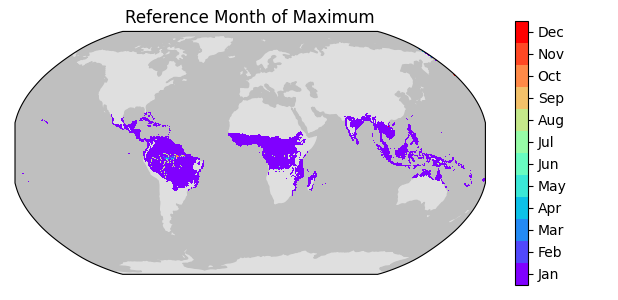 Reference Month of Maximum
Dec
Nov
Oct
Sep
Aug
Jul
Jun
May
Apr
Mar
Feb
Jan